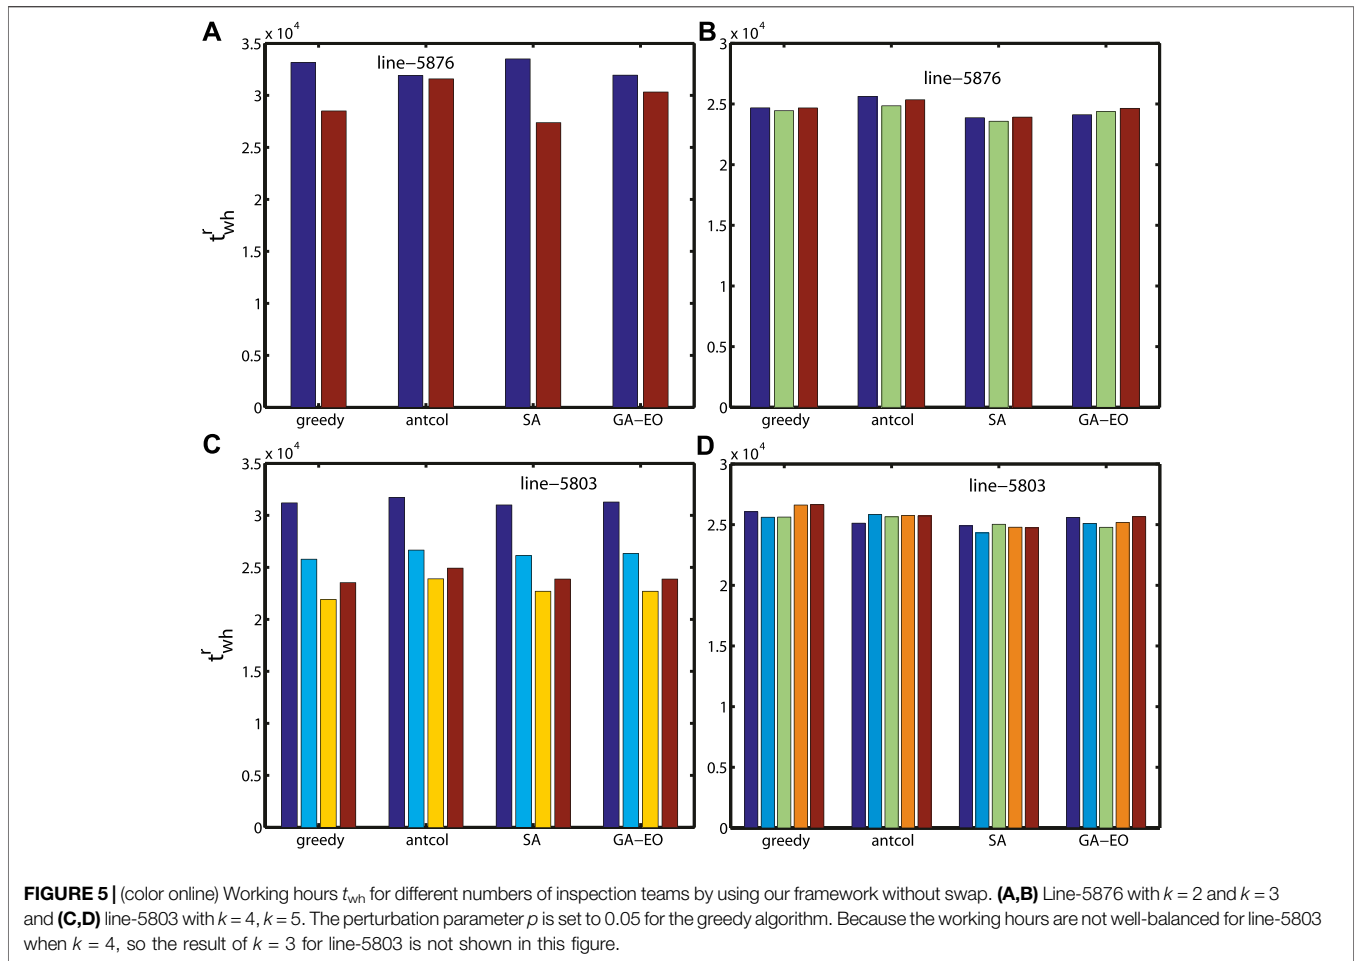 A
x 10^4
3.5
3
3.5
2
1.5
1
0.5
0
t^r_wh
line−5876
greedy
antcol
SA
GA−EO
B
x 10^4
3
2.5
2
1.5
1
0.5
0
line−5876
greedy
antcol
SA
GA−EO
C
x 10^4
3.5
3
2.5
2
1.5
1
0.5
0
t^r_wh
line−5803
greedy
antcol
SA
GA−EO
D
x 10^4
3
2.5
2
1.5
1
0.5
0
line−5803
greedy
antcol
SA
GA−EO
FIGURE 5 | (color online) Working hours t_wh for different numbers of inspection teams by using our framework without swap. (A,B) Line-5876 with k = 2 and k = 3
and (C,D) line-5803 with k = 4, k = 5. The perturbation parameter p is set to 0.05 for the greedy algorithm. Because the working hours are not well-balanced for line-5803
when k = 4, so the result of k = 3 for line-5803 is not shown in this figure.